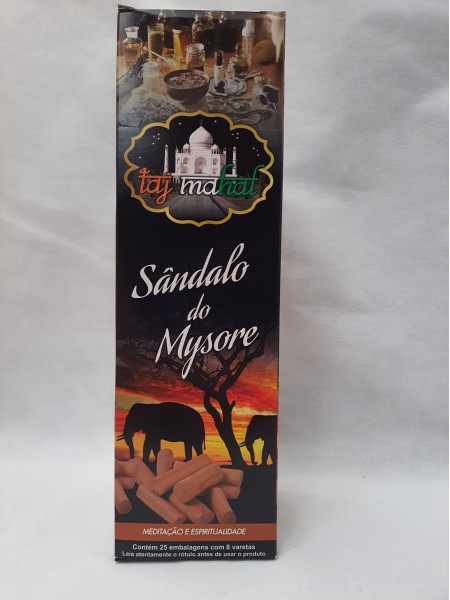 taj mahal
Sândalo
do
Mysore
MEDITAÇÃO E ESPIRITUALIDADE
Contém 25 embalagens com 8 varetas
Leia atentamente o rótulo antes de usar o produto